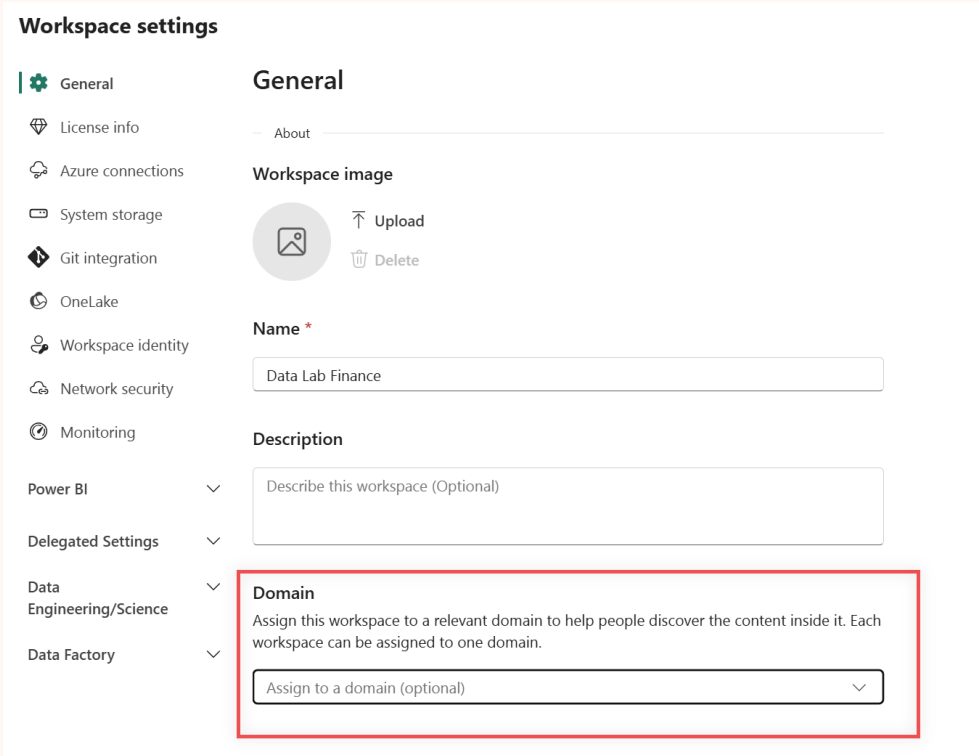 Workspace settings
General
License info
Azure connections
System storage
Git integration
OneLake
Workspace identity
Network security
Monitoring
Power BI
Delegated Settings
Data
Engineering/Science
Data Factory
General
About
Workspace image
Upload
Delete
Name *
Data Lab Finance
Description
Describe this workspace (Optional)
Domain
Assign this workspace to a relevant domain to help people discover the content inside it. Each
workspace can be assigned to one domain.
Assign to a domain (optional)